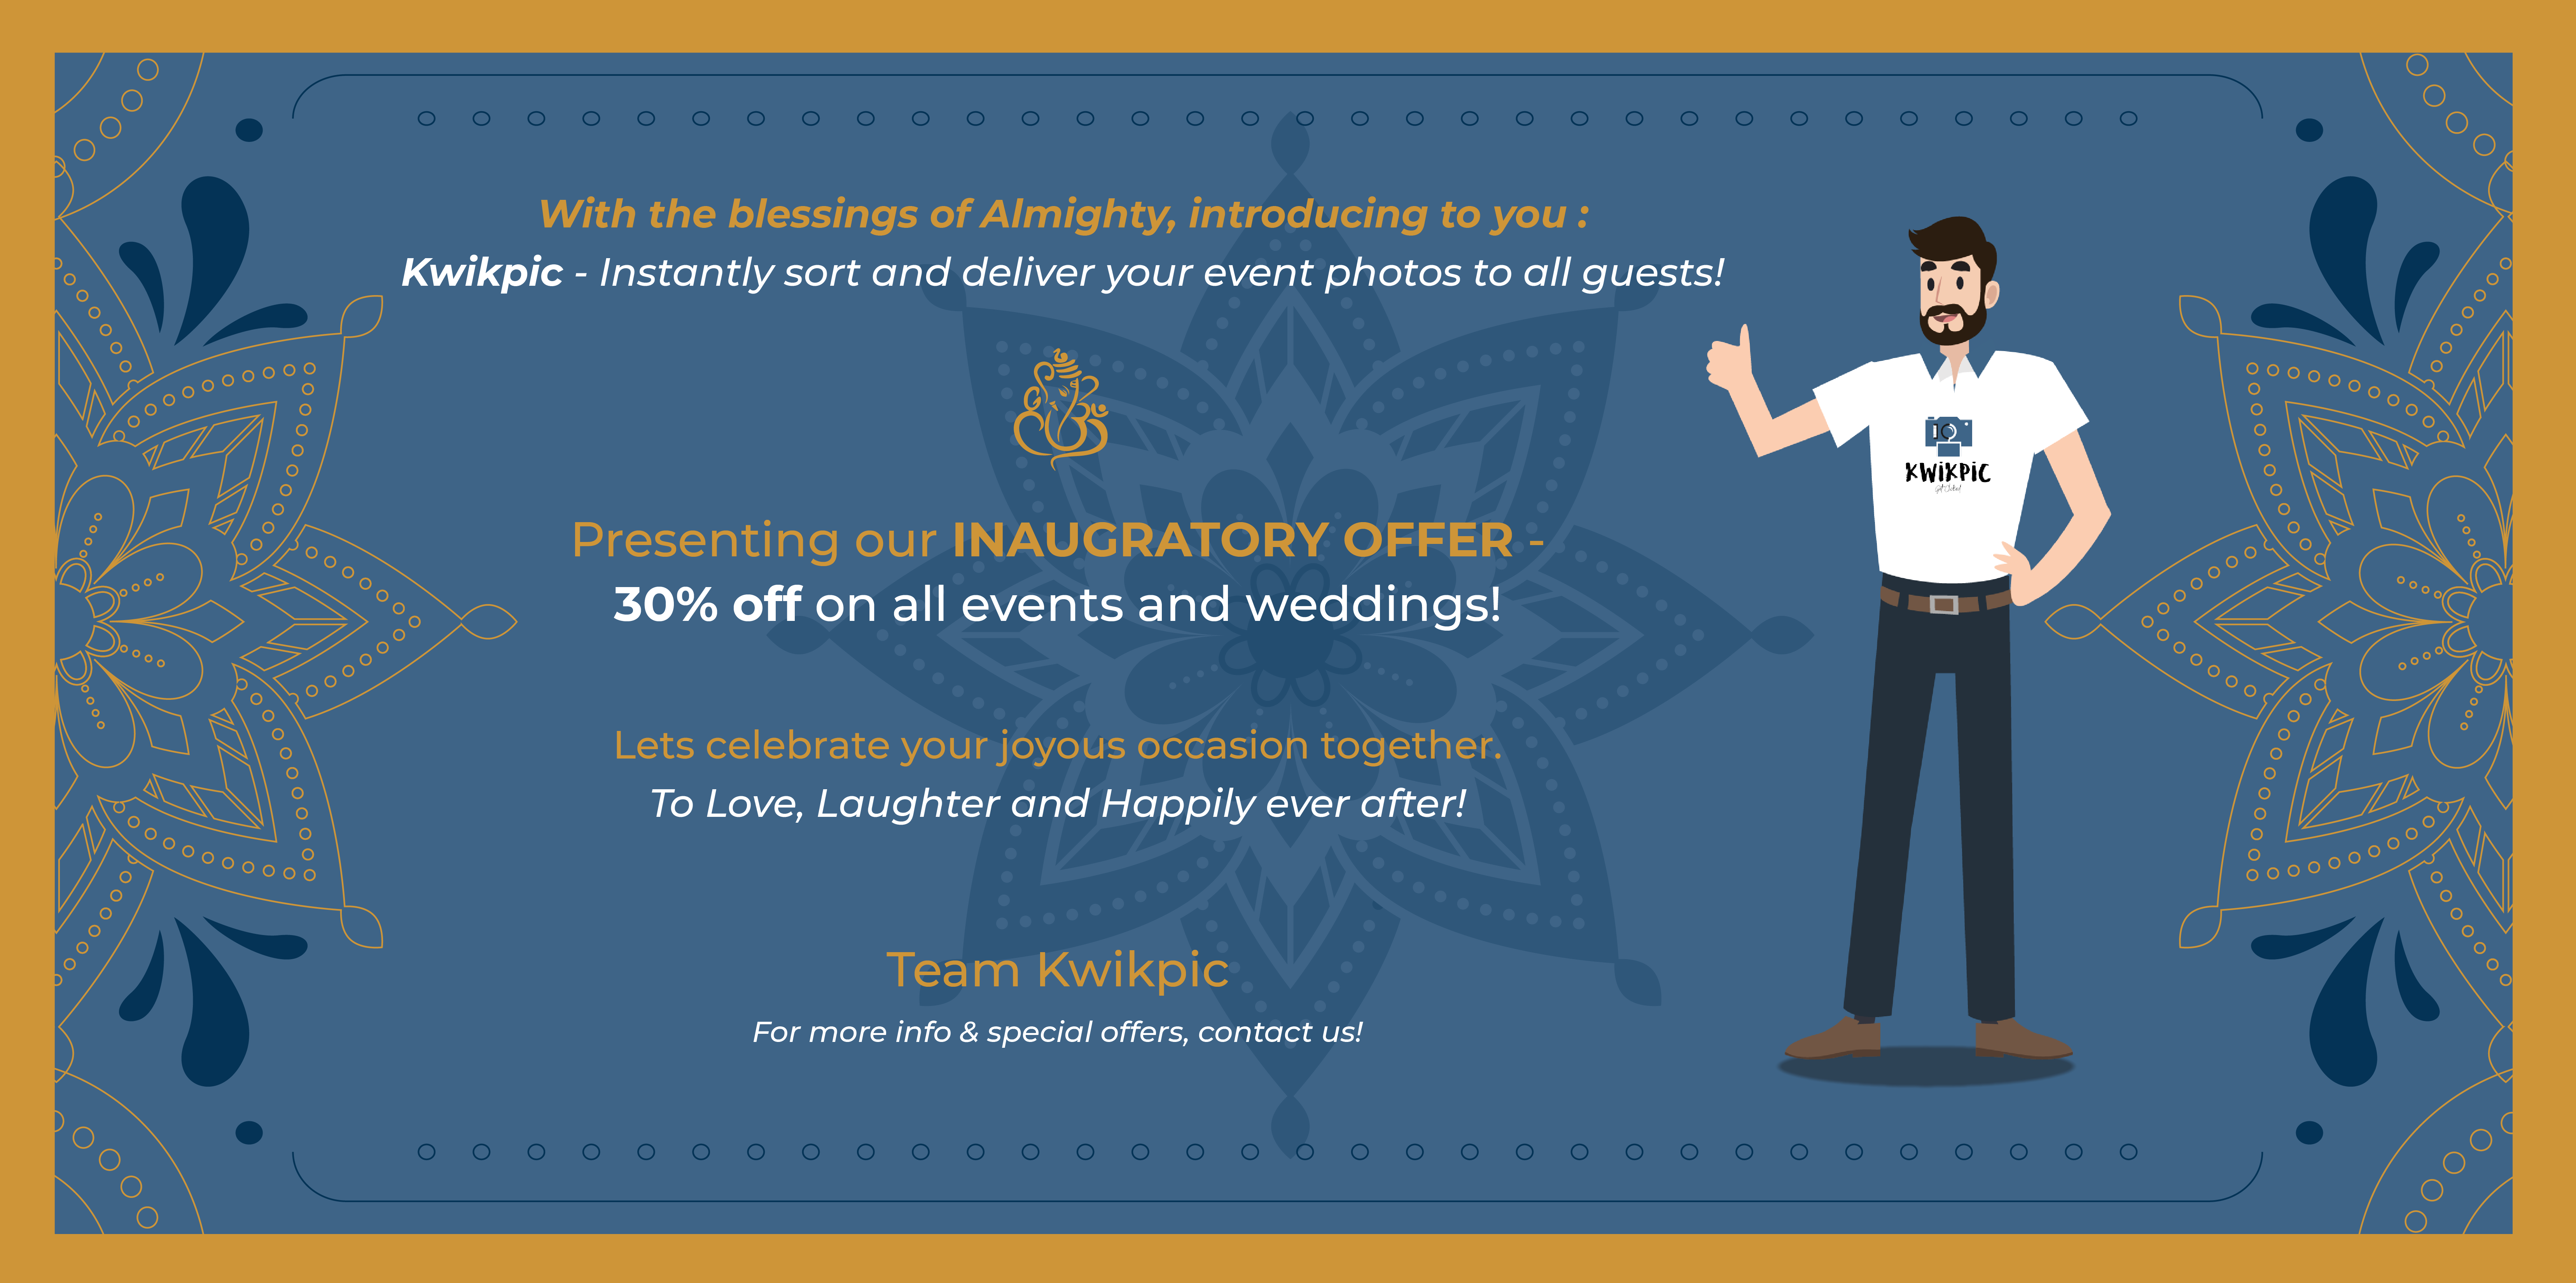 With the blessings of Almighty, introducing to you :
Kwikpic - Instantly sort and deliver your event photos to all guests!
Presenting our INAUGRATORY OFFER -
30% off on all events and weddings!
Lets celebrate your joyous occasion together.
To Love, Laughter and Happily ever after!
Team Kwikpic
For more info & special offers, contact us!
KWiKPiC